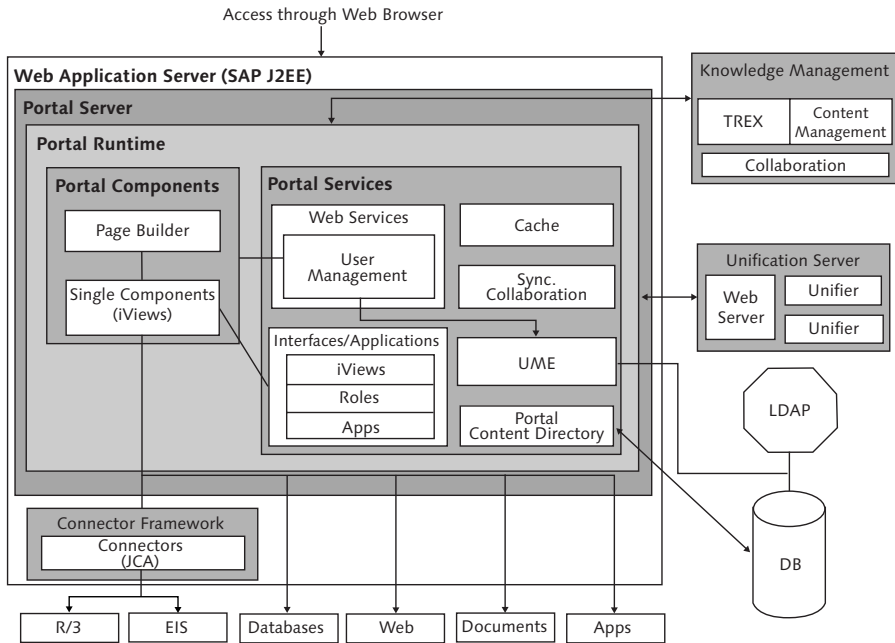 Access through Web Browser
Web Application Server (SAP J2EE)
Portal Server
Portal Runtime
Portal Components
Page Builder
Single Components
(iViews)
Portal Services
Web Services
User
Management
Cache
Sync.
Collaboration
Interfaces/Applications
iViews
Roles
Apps
UME
Portal
Content Directory
Knowledge Management
TREX
Content
Management
Collaboration
Unification Server
Web
Server
Unifier
Unifier
LDAP
DB
Connector Framework
Connectors
(JCA)
R/3
EIS
Databases
Web
Documents
Apps